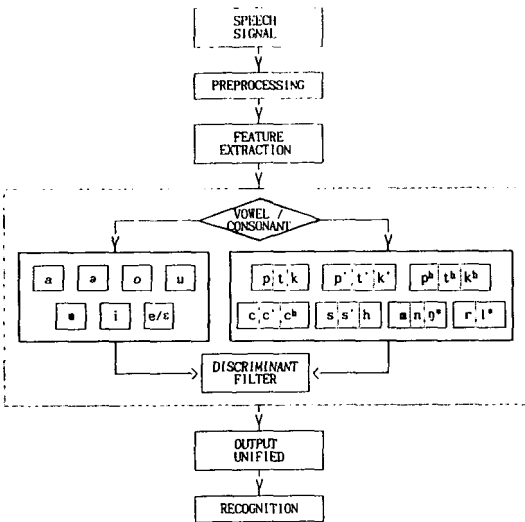 SPEECH
SIGNAL
PREPROCESSING
FEATURE
EXTRACTION
VOWEL /
CONSONANT
a ə o u
i e/ε
p t k p' t' k' pʰ tʰ kʰ
c c' cʰ s s' h m n ŋ* r l*
DISCRIMINANT
FILTER
OUTPUT
UNIFIED
RECOGNITION